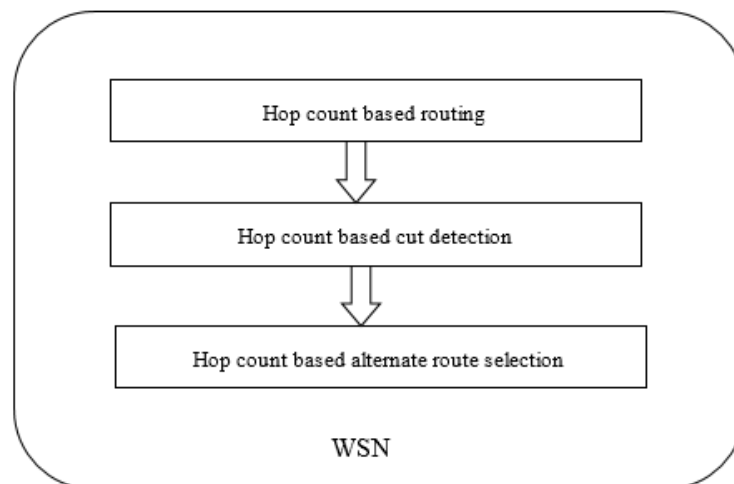 Hop count based routing
Hop count based cut detection
Hop count based alternate route selection
WSN